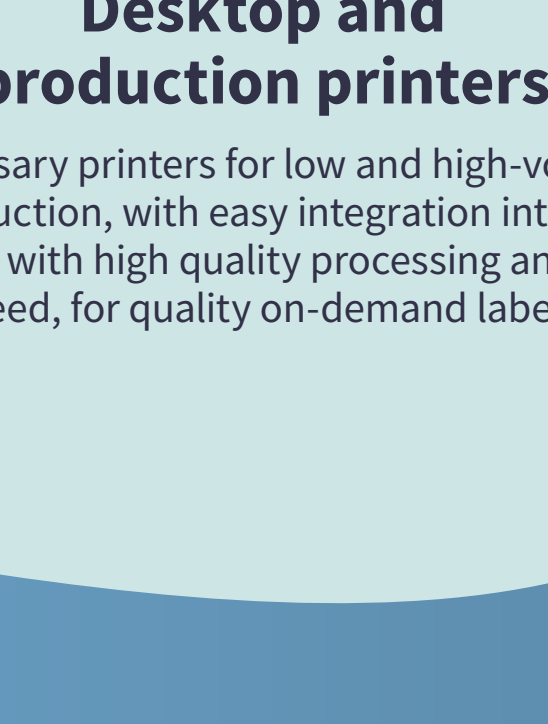 Desktop and
production printers
sary printers for low and high-vo
uction, with easy integration int
with high quality processing an
eed, for quality on-demand labe